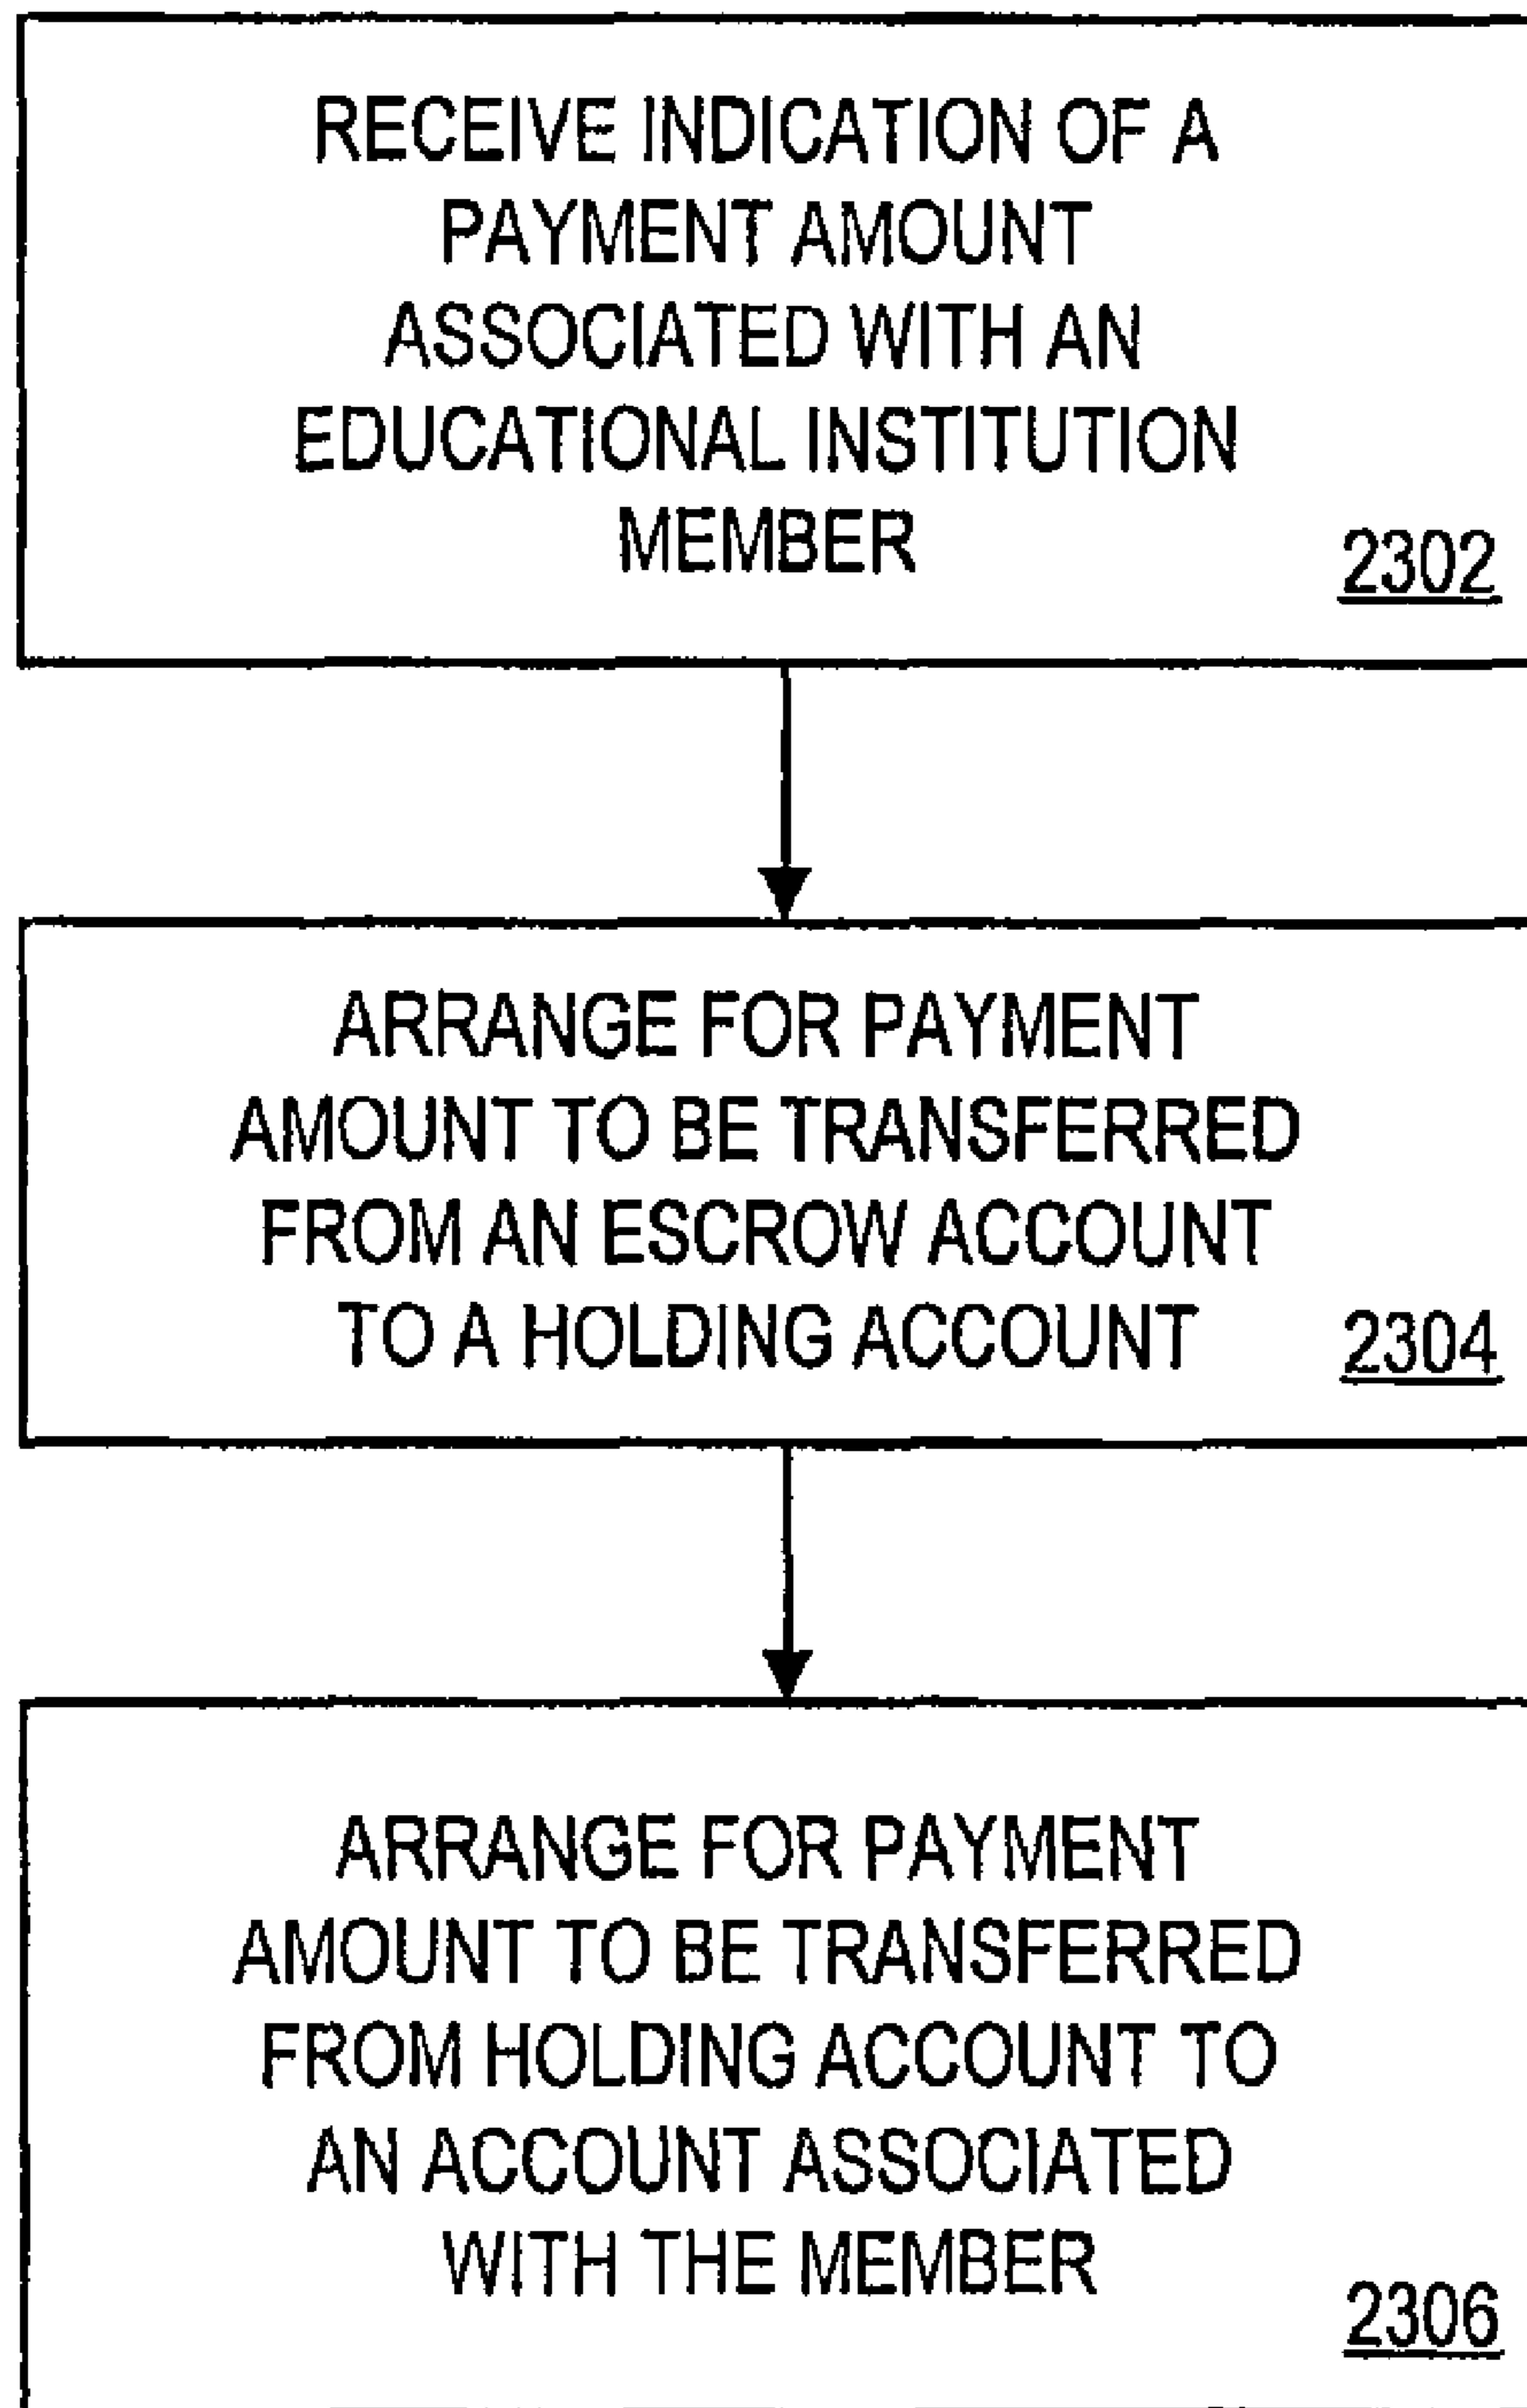 RECEIVE INDICATION OF A
PAYMENT AMOUNT
ASSOCIATED WITH AN
EDUCATIONAL INSTITUTION
MEMBER
2302
ARRANGE FOR PAYMENT
AMOUNT TO BE TRANSFERRED
FROM AN ESCROW ACCOUNT
TO A HOLDING ACCOUNT
2304
ARRANGE FOR PAYMENT
AMOUNT TO BE TRANSFERRED
FROM HOLDING ACCOUNT TO
AN ACCOUNT ASSOCIATED
WITH THE MEMBER
2306